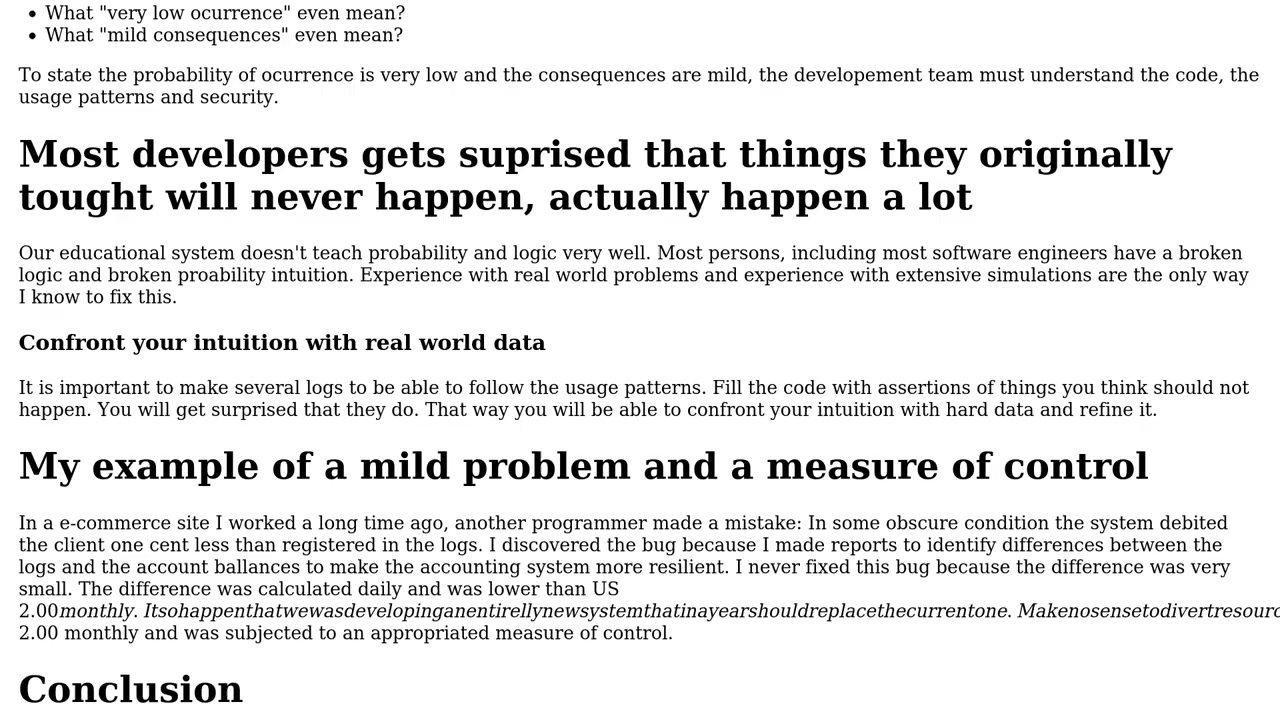 What "very low ocurrence" even mean?
What "mild consequences" even mean?
To state the probability of ocurrence is very low and the consequences are mild, the developement team must understand the code, the
usage patterns and security.
Most developers gets suprised that things they originally
tought will never happen, actually happen a lot
Our educational system doesn't teach probability and logic very well. Most persons, including most software engineers have a broken
logic and broken proability intuition. Experience with real world problems and experience with extensive simulations are the only way
I know to fix this.
Confront your intuition with real world data
It is important to make several logs to be able to follow the usage patterns. Fill the code with assertions of things you think should not
happen. You will get surprised that they do. That way you will be able to confront your intuition with hard data and refine it.
My example of a mild problem and a measure of control
In a e-commerce site I worked a long time ago, another programmer made a mistake: In some obscure condition the system debited
the client one cent less than registered in the logs. I discovered the bug because I made reports to identify differences between the
logs and the account ballances to make the accounting system more resilient. I never fixed this bug because the difference was very
small. The difference was calculated daily and was lower than US
2.00monthly. Itsohappenthatwewasdevelopinganentirellynewsystemthatinayearshouldreplacethecurrentone. Makenosensetodivertresourc
2.00 monthly and was subjected to an appropriated measure of control.
Conclusion